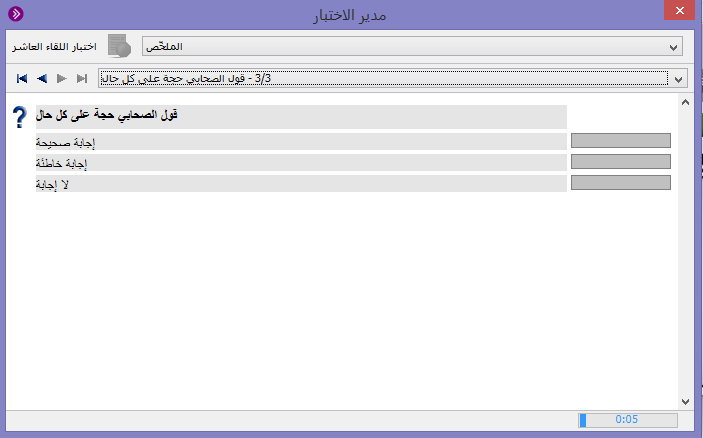 مدير الاختبار
اختبار اللقاء العاشر
الملخّص
3/3 - قول الصحابي حجة على كل حال
قول الصحابي حجة على كل حال
إجابة صحيحة
إجابة خاطئة
لا إجابة
0:05